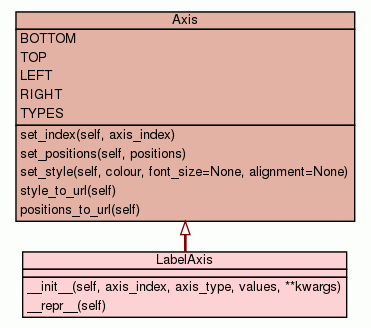 Axis
BOTTOM
TOP
LEFT
RIGHT
TYPES
set_index(self, axis_index)
set_positions(self, positions)
set_style(self, colour, font_size=None, alignment=None)
style_to_url(self)
positions_to_url(self)
LabelAxis
__init__(self, axis_index, axis_type, values, **kwargs)
__repr__(self)